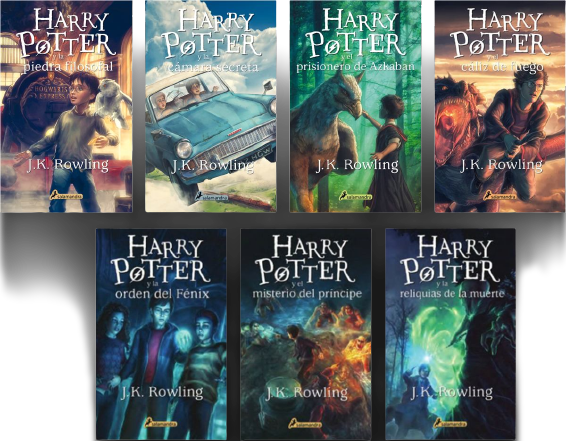 HARRY
POTTER
y la
piedra filosofal
J.K. Rowling
salamandra
HARRY
POTTER
y la
cámara secreta
J.K. Rowling
salamandra
HARRY
POTTER
y el
prisionero de Azkaban
J.K. Rowling
salamandra
HARRY
POTTER
y el
cáliz de fuego
J.K. Rowling
salamandra
HARRY
POTTER
y la
orden del Fénix
J.K. Rowling
salamandra
HARRY
POTTER
y el
misterio del príncipe
J.K. Rowling
salamandra
HARRY
POTTER
y las
reliquias de la muerte
J.K. Rowling
salamandra